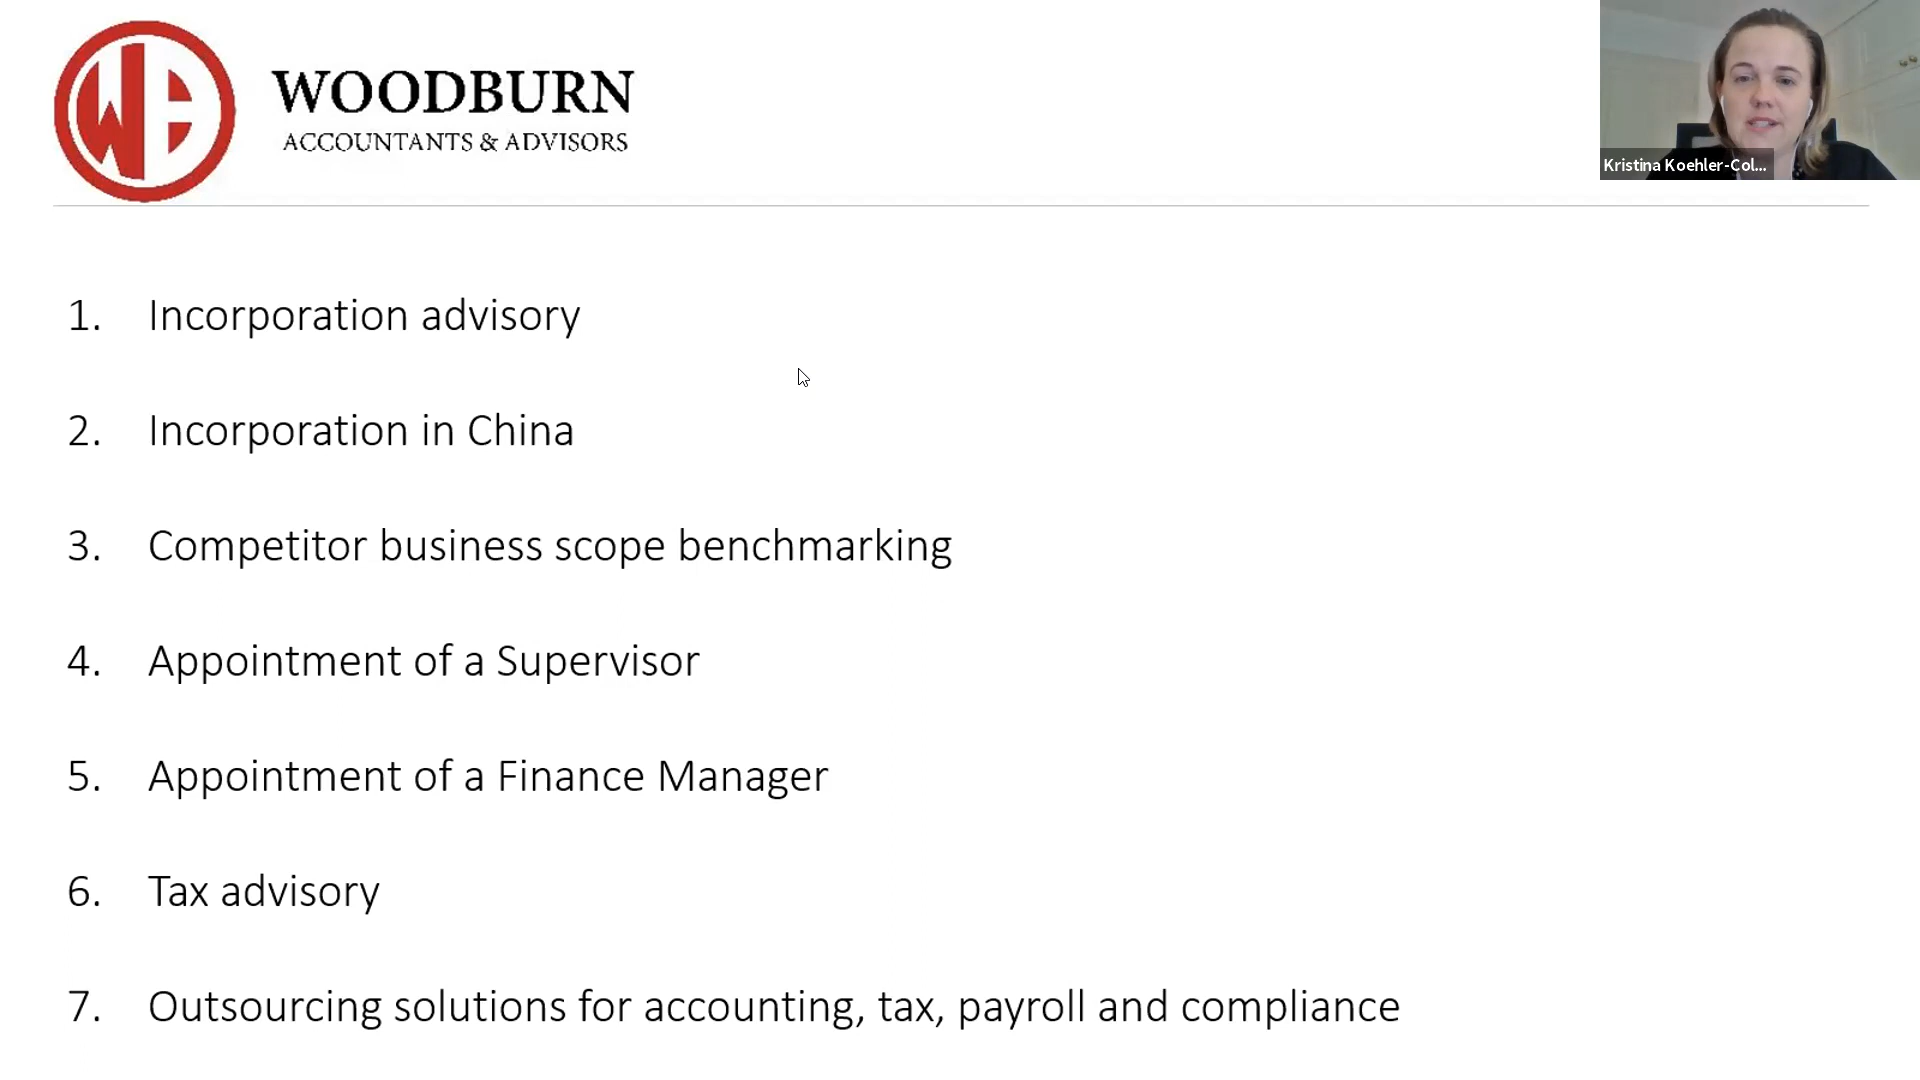 WOODBURN
ACCOUNTANTS & ADVISORS
Kristina Koehler-Col...
1. Incorporation advisory
2. Incorporation in China
3. Competitor business scope benchmarking
4. Appointment of a Supervisor
5. Appointment of a Finance Manager
6. Tax advisory
7. Outsourcing solutions for accounting, tax, payroll and compliance